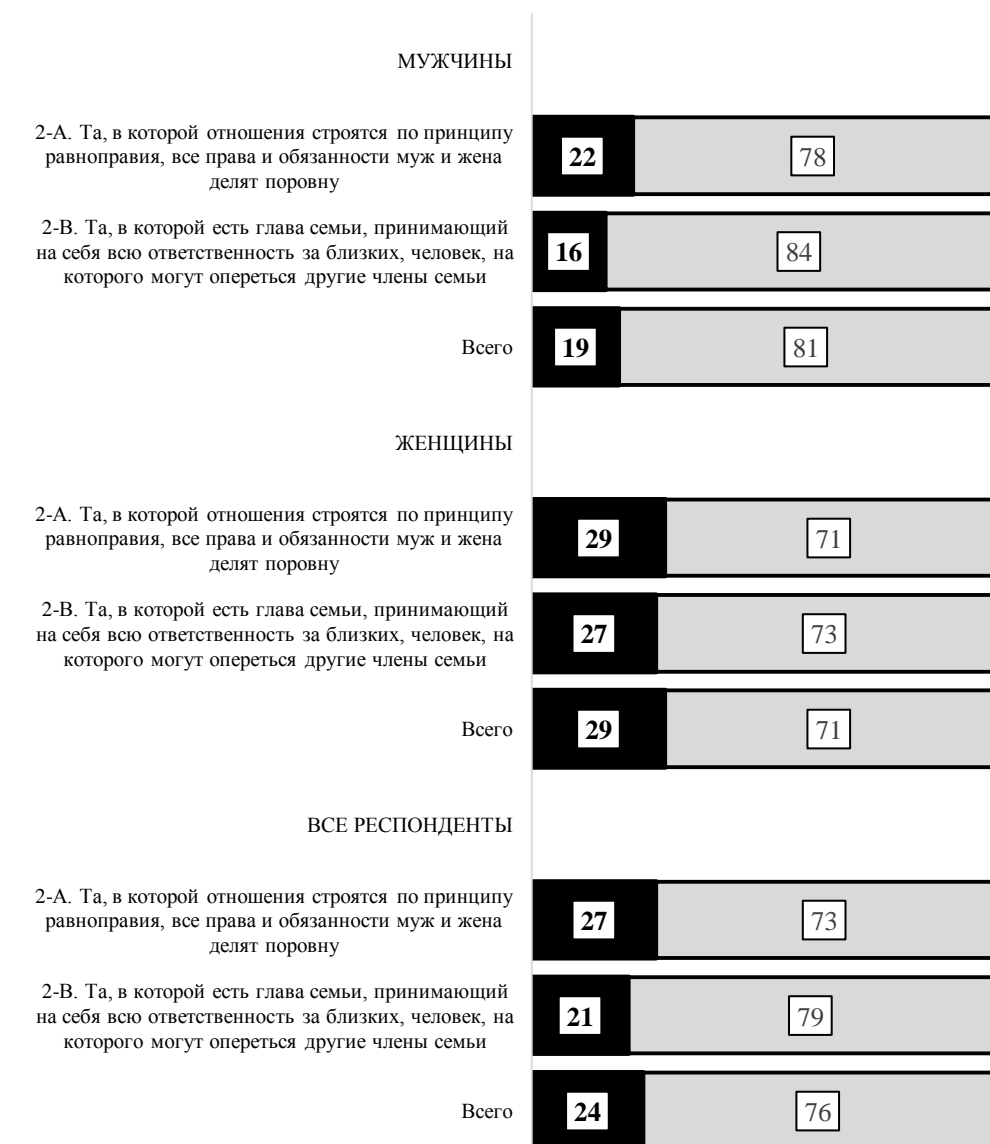 МУЖЧИНЫ
2-А. Та, в которой отношения строятся по принципу
равноправия, все права и обязанности муж и жена
делят поровну
22
78
2-В. Та, в которой есть глава семьи, принимающий
на себя всю ответственность за близких, человек, на
которого могут опереться другие члены семьи
16
84
Всего
19
81
ЖЕНЩИНЫ
2-А. Та, в которой отношения строятся по принципу
равноправия, все права и обязанности муж и жена
делят поровну
29
71
2-В. Та, в которой есть глава семьи, принимающий
на себя всю ответственность за близких, человек, на
которого могут опереться другие члены семьи
27
73
Всего
29
71
ВСЕ РЕСПОНДЕНТЫ
2-А. Та, в которой отношения строятся по принципу
равноправия, все права и обязанности муж и жена
делят поровну
27
73
2-В. Та, в которой есть глава семьи, принимающий
на себя всю ответственность за близких, человек, на
которого могут опереться другие члены семьи
21
79
Всего
24
76